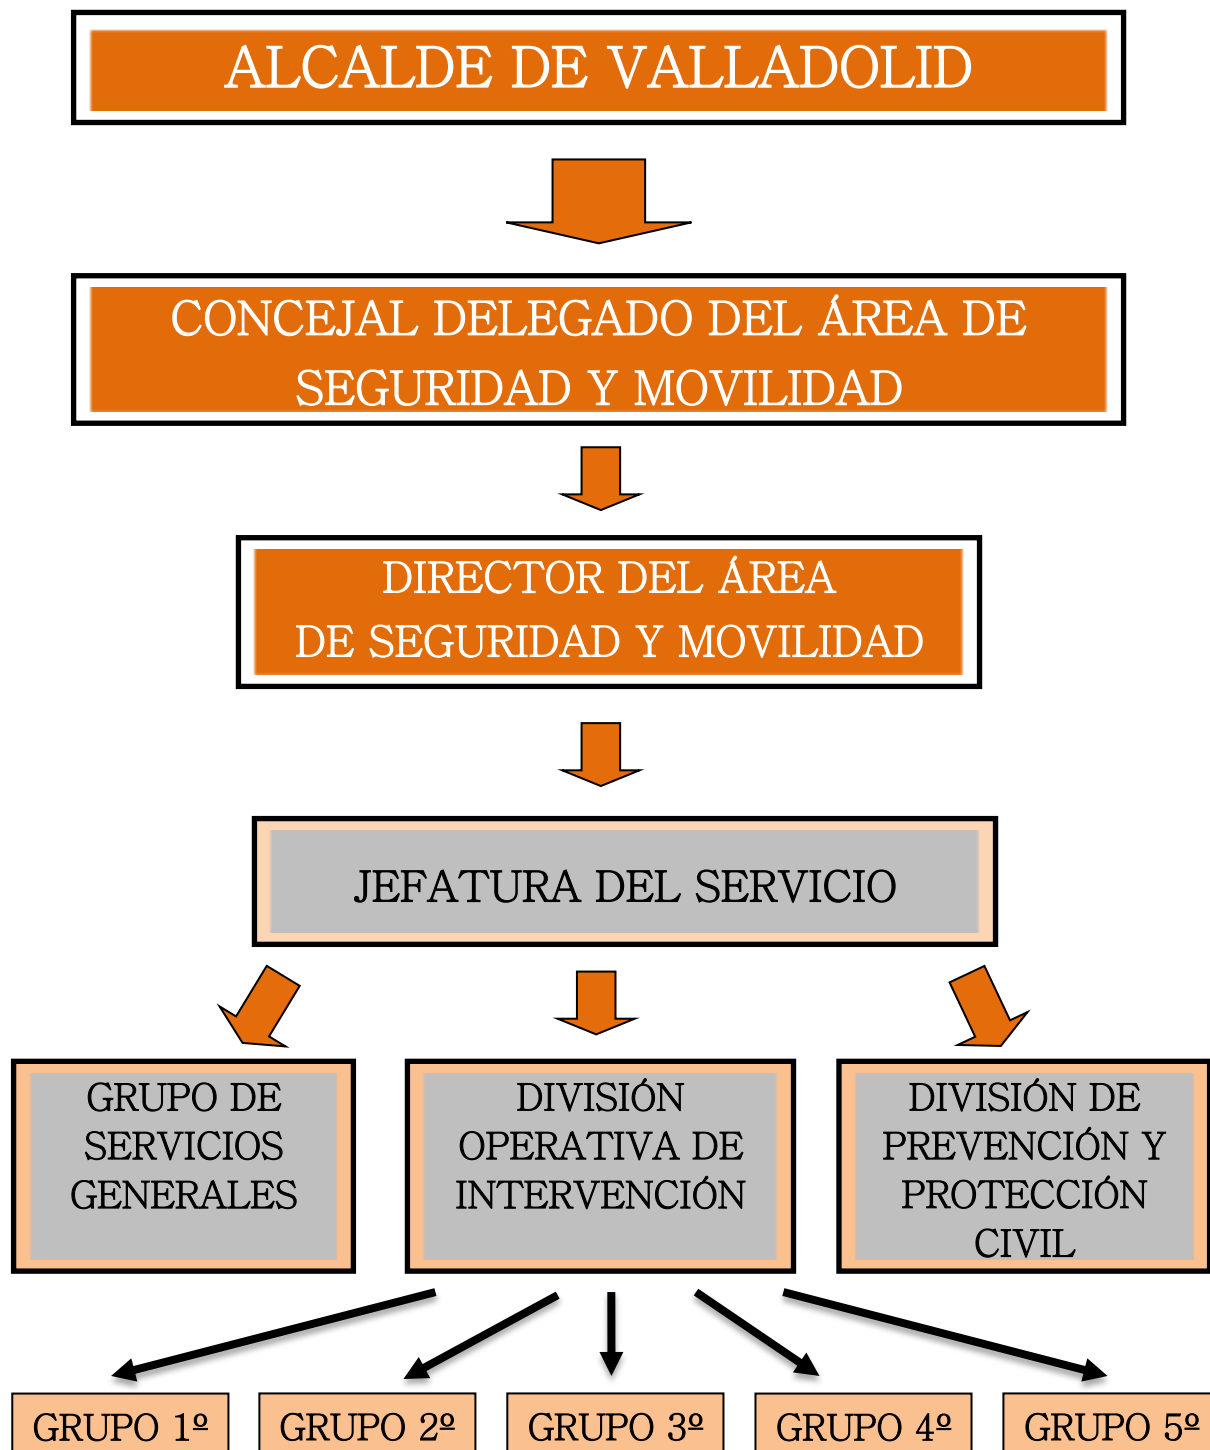 ALCALDE DE VALLADOLID
CONCEJAL DELEGADO DEL ÁREA DE
SEGURIDAD Y MOVILIDAD
DIRECTOR DEL ÁREA
DE SEGURIDAD Y MOVILIDAD
JEFATURA DEL SERVICIO
GRUPO DE
SERVICIOS
GENERALES
DIVISIÓN
OPERATIVA DE
INTERVENCIÓN
DIVISIÓN DE
PREVENCIÓN Y
PROTECCIÓN
CIVIL
GRUPO 1º
GRUPO 2º
GRUPO 3º
GRUPO 4º
GRUPO 5º